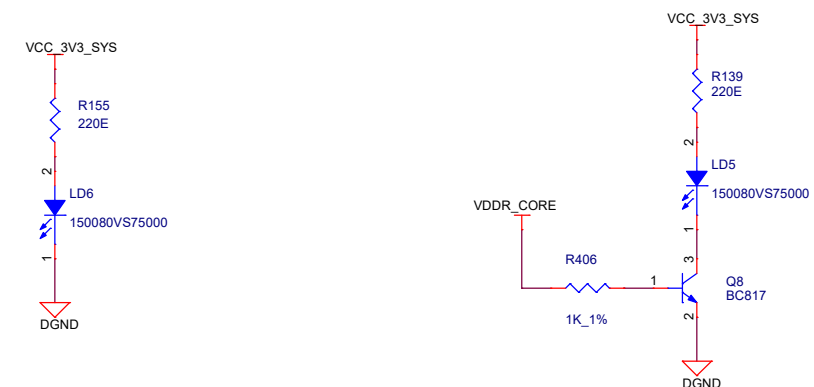 VCC_3V3_SYS
R155
220E
2
LD6
150080VS75000
1
DGND
VCC_3V3_SYS
R139
220E
2
LD5
150080VS75000
1
VDDR_CORE
R406
1K_1%
1
3
Q8
BC817
2
DGND